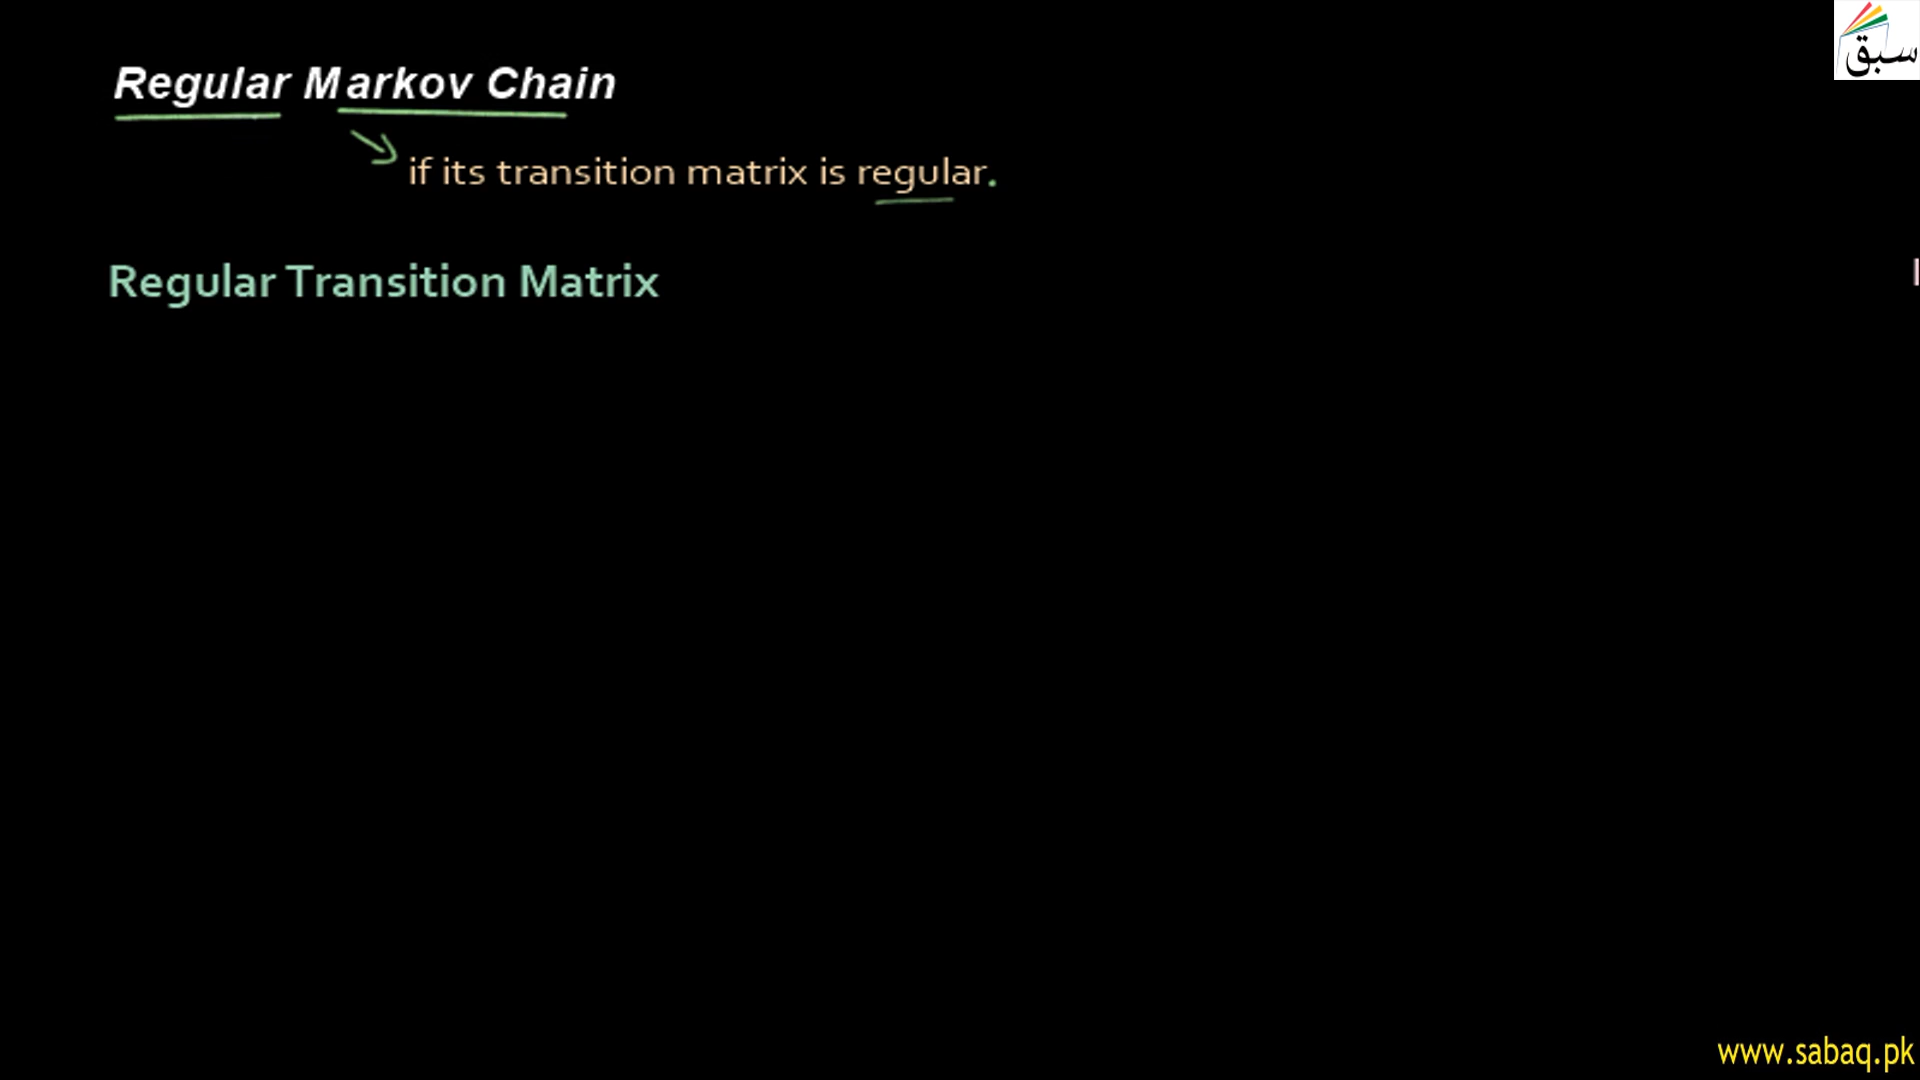 سبق
Regular Markov Chain
if its transition matrix is regular.
Regular Transition Matrix
www.sabaq.pk